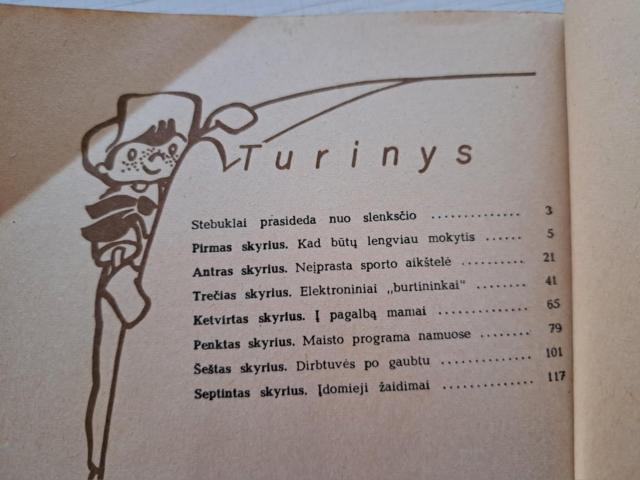 Turinys
Stebuklai prasideda nuo slenksčio .............. 3
Pirmas skyrius. Kad būtų lengviau mokytis ...... 5
Antras skyrius. Neįprasta sporto aikštelė .......... 21
Trečias skyrius. Elektroniniai „burtininkai" ......... 41
Ketvirtas skyrius. Į pagalbą mamai .............. 65
Penktas skyrius. Maisto programa namuose ........ 79
Šeštas skyrius. Dirbtuvės po gaubtu .............. 101
Septintas skyrius. Įdomieji žaidimai .............. 117